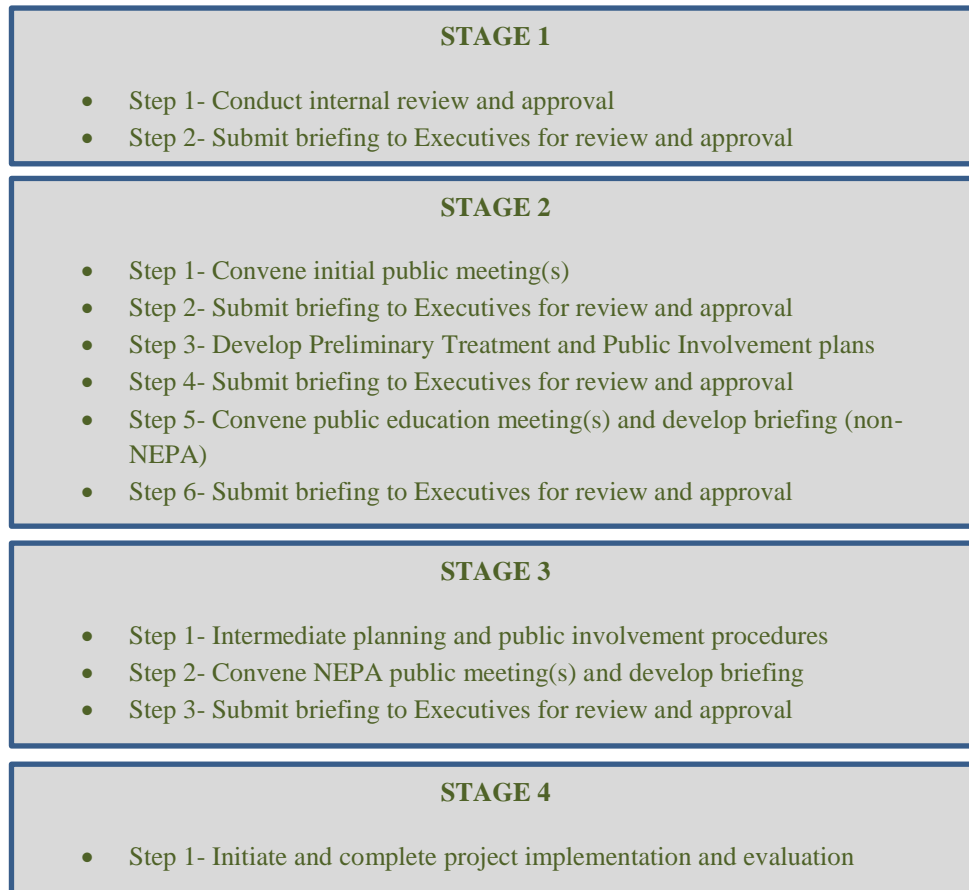 STAGE 1
• Step 1- Conduct internal review and approval
• Step 2- Submit briefing to Executives for review and approval
STAGE 2
• Step 1- Convene initial public meeting(s)
• Step 2- Submit briefing to Executives for review and approval
• Step 3- Develop Preliminary Treatment and Public Involvement plans
• Step 4- Submit briefing to Executives for review and approval
• Step 5- Convene public education meeting(s) and develop briefing (non-
NEPA)
• Step 6- Submit briefing to Executives for review and approval
STAGE 3
• Step 1- Intermediate planning and public involvement procedures
• Step 2- Convene NEPA public meeting(s) and develop briefing
• Step 3- Submit briefing to Executives for review and approval
STAGE 4
• Step 1- Initiate and complete project implementation and evaluation